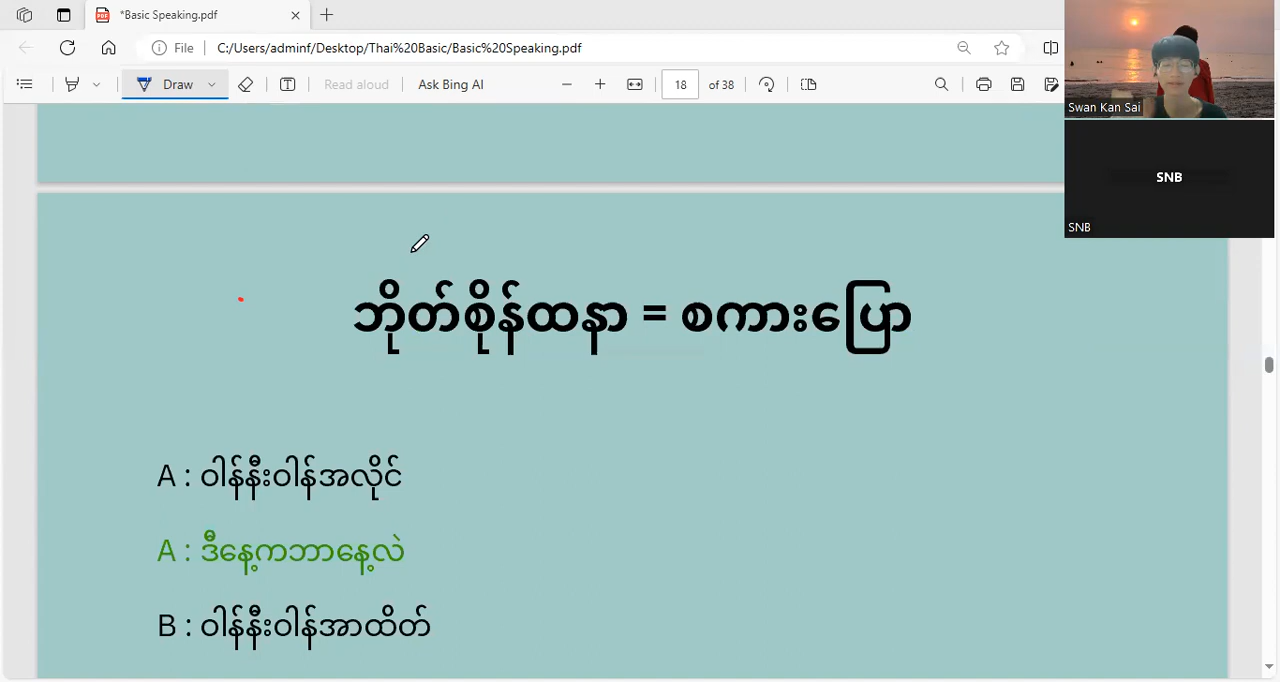 *Basic Speaking.pdf
File C:/Users/adminf/Desktop/Thai%20Basic/Basic%20Speaking.pdf
Draw Read aloud Ask Bing AI 18 of 38
Swan Kan Sai
SNB
SNB
ဘိုတ်စိုန်ထနာ = စကားပြော
A : ဝါန်နီးဝါန်အလိုင်
A : ဒီနေ့ကဘာနေ့လဲ
B : ဝါန်နီးဝါန်အာထိတ်